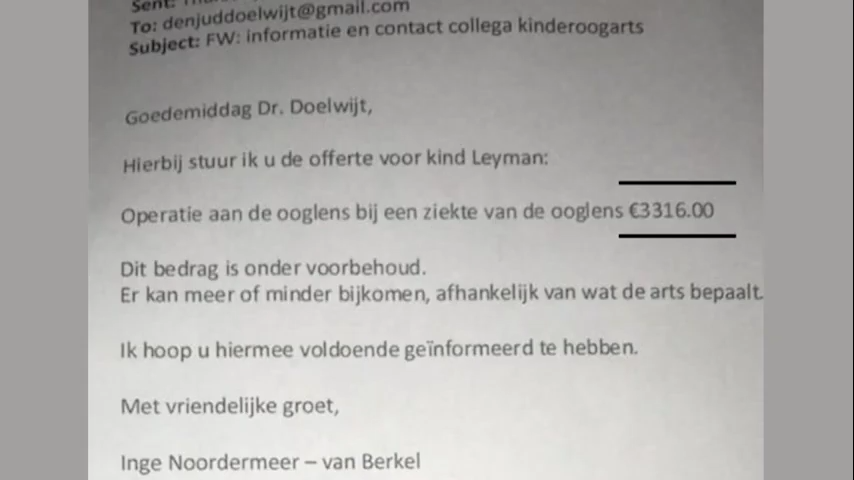 Sent:
To: denjuddoelwijt@gmail.com
Subject: FW: informatie en contact collega kinderoogarts
Goedemiddag Dr. Doelwijt,
Hierbij stuur ik u de offerte voor kind Leyman:
Operatie aan de ooglens bij een ziekte van de ooglens €3316.00
Dit bedrag is onder voorbehoud.
Er kan meer of minder bijkomen, afhankelijk van wat de arts bepaalt.
Ik hoop u hiermee voldoende geïnformeerd te hebben.
Met vriendelijke groet,
Inge Noordermeer – van Berkel